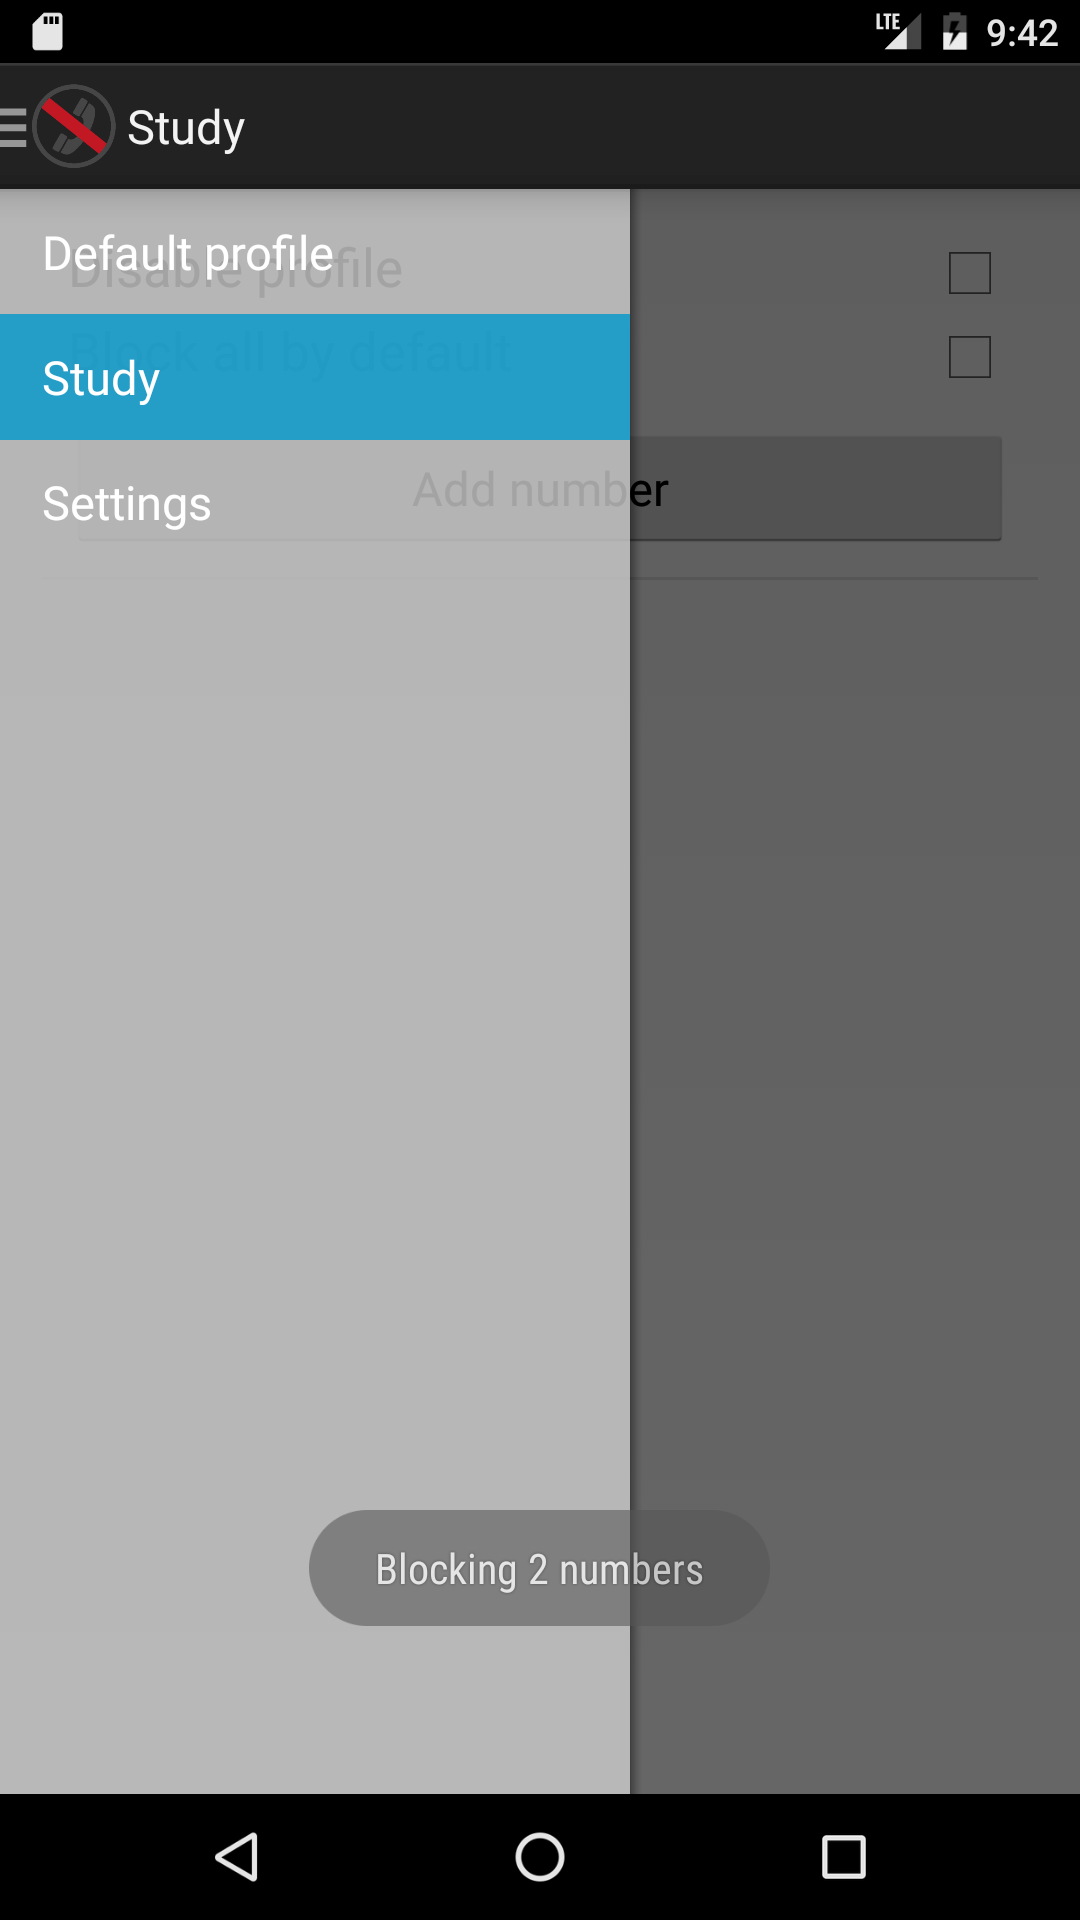 LTE 9:42
Study
Default profile
Disable profile
Block all by default
Study
Add number
Settings
Blocking 2 numbers